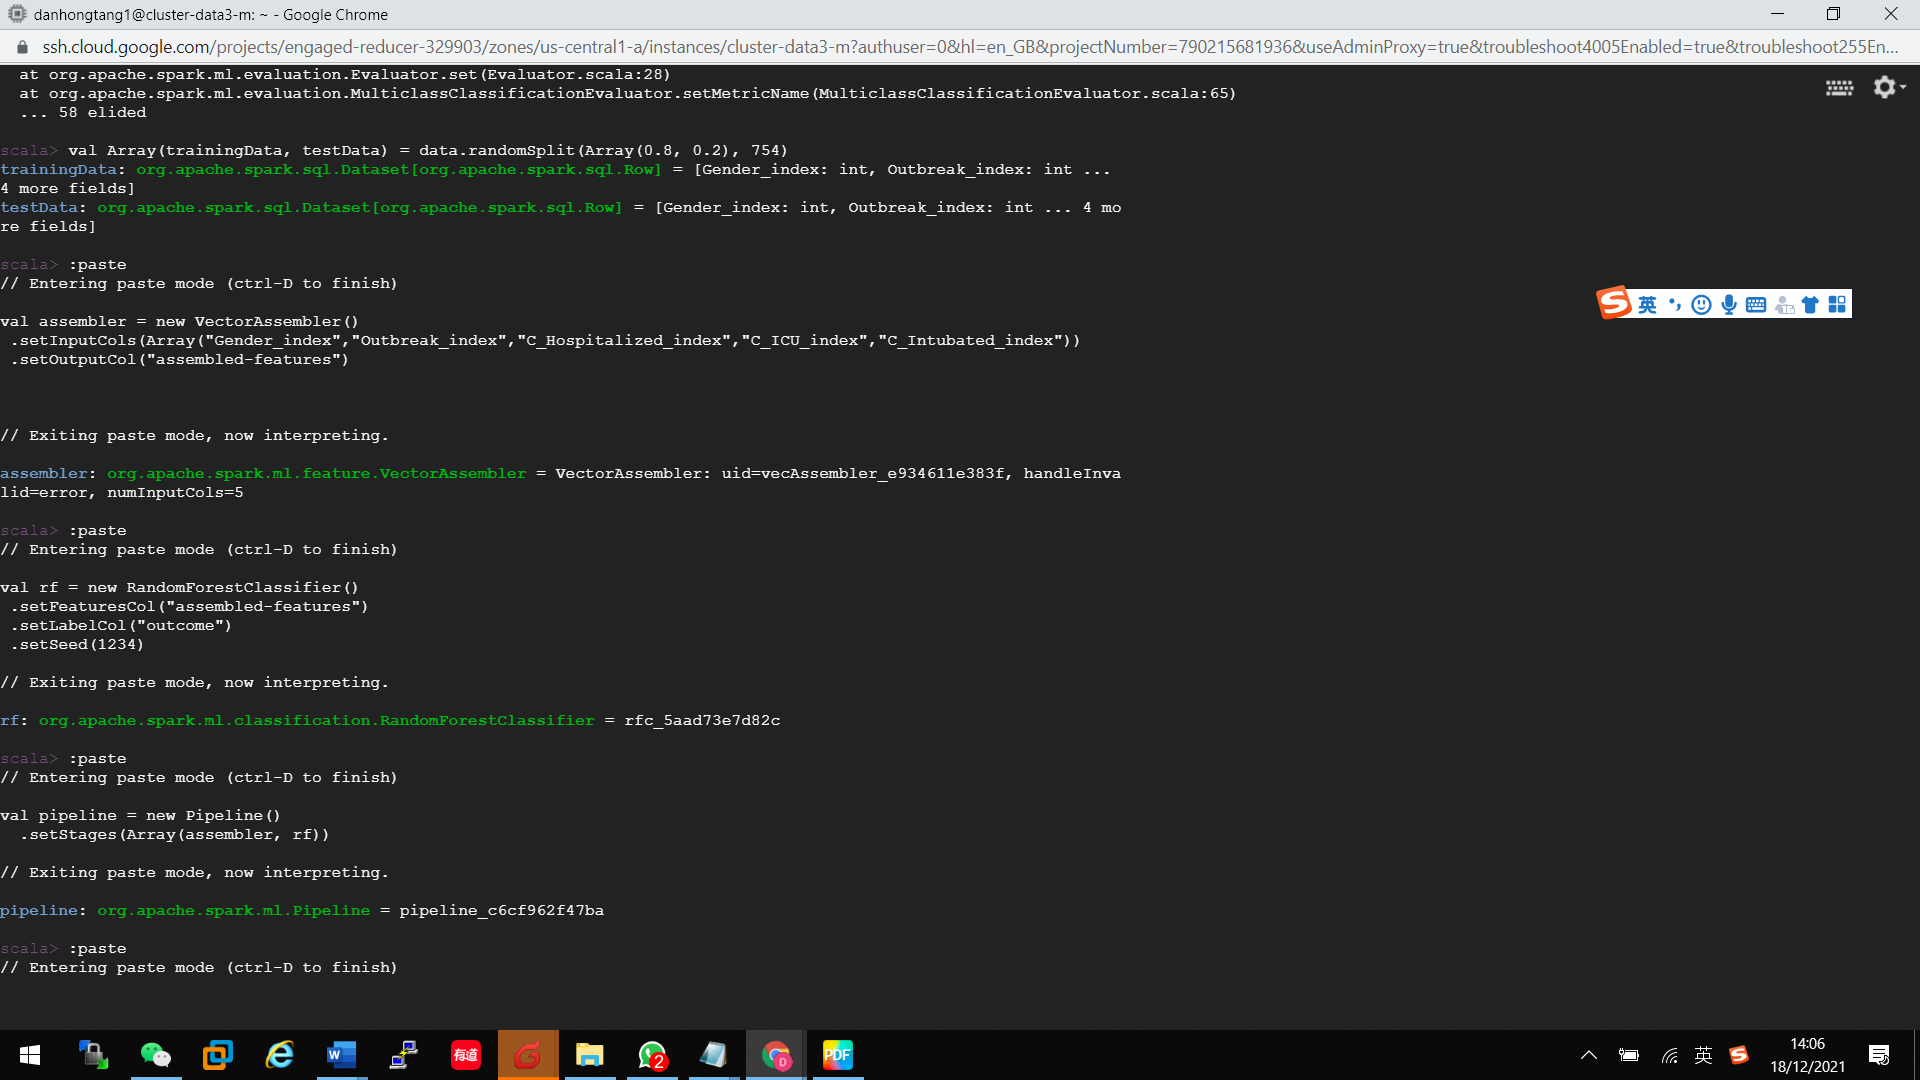 danhongtang1@cluster-data3-m: ~ - Google Chrome
ssh.cloud.google.com/projects/engaged-reducer-329903/zones/us-central1-a/instances/cluster-data3-m?authuser=0&hl=en_GB&projectNumber=790215681936&useAdminProxy=true&troubleshoot4005Enabled=true&troubleshoot255En...
at org.apache.spark.ml.evaluation.Evaluator.set(Evaluator.scala:28)
at org.apache.spark.ml.evaluation.MulticlassClassificationEvaluator.setMetricName(MulticlassClassificationEvaluator.scala:65)
... 58 elided
scala> val Array(trainingData, testData) = data.randomSplit(Array(0.8, 0.2), 754)
trainingData: org.apache.spark.sql.Dataset[org.apache.spark.sql.Row] = [Gender_index: int, Outbreak_index: int ...
4 more fields]
testData: org.apache.spark.sql.Dataset[org.apache.spark.sql.Row] = [Gender_index: int, Outbreak_index: int ... 4 mo
re fields]
scala> :paste
// Entering paste mode (ctrl-D to finish)
val assembler = new VectorAssembler()
.setInputCols(Array("Gender_index","Outbreak_index","C_Hospitalized_index","C_ICU_index","C_Intubated_index"))
.setOutputCol("assembled-features")
英
// Exiting paste mode, now interpreting.
assembler: org.apache.spark.ml.feature.VectorAssembler = VectorAssembler: uid=vecAssembler_e934611e383f, handleInva
lid=error, numInputCols=5
scala> :paste
// Entering paste mode (ctrl-D to finish)
val rf = new RandomForestClassifier()
.setFeaturesCol("assembled-features")
.setLabelCol("outcome")
.setSeed(1234)
// Exiting paste mode, now interpreting.
rf: org.apache.spark.ml.classification.RandomForestClassifier = rfc_5aad73e7d82c
scala> :paste
// Entering paste mode (ctrl-D to finish)
val pipeline = new Pipeline()
.setStages(Array(assembler, rf))
// Exiting paste mode, now interpreting.
pipeline: org.apache.spark.ml.Pipeline = pipeline_c6cf962f47ba
scala> :paste
// Entering paste mode (ctrl-D to finish)
有道
2
D
PDF
英
14:06
18/12/2021